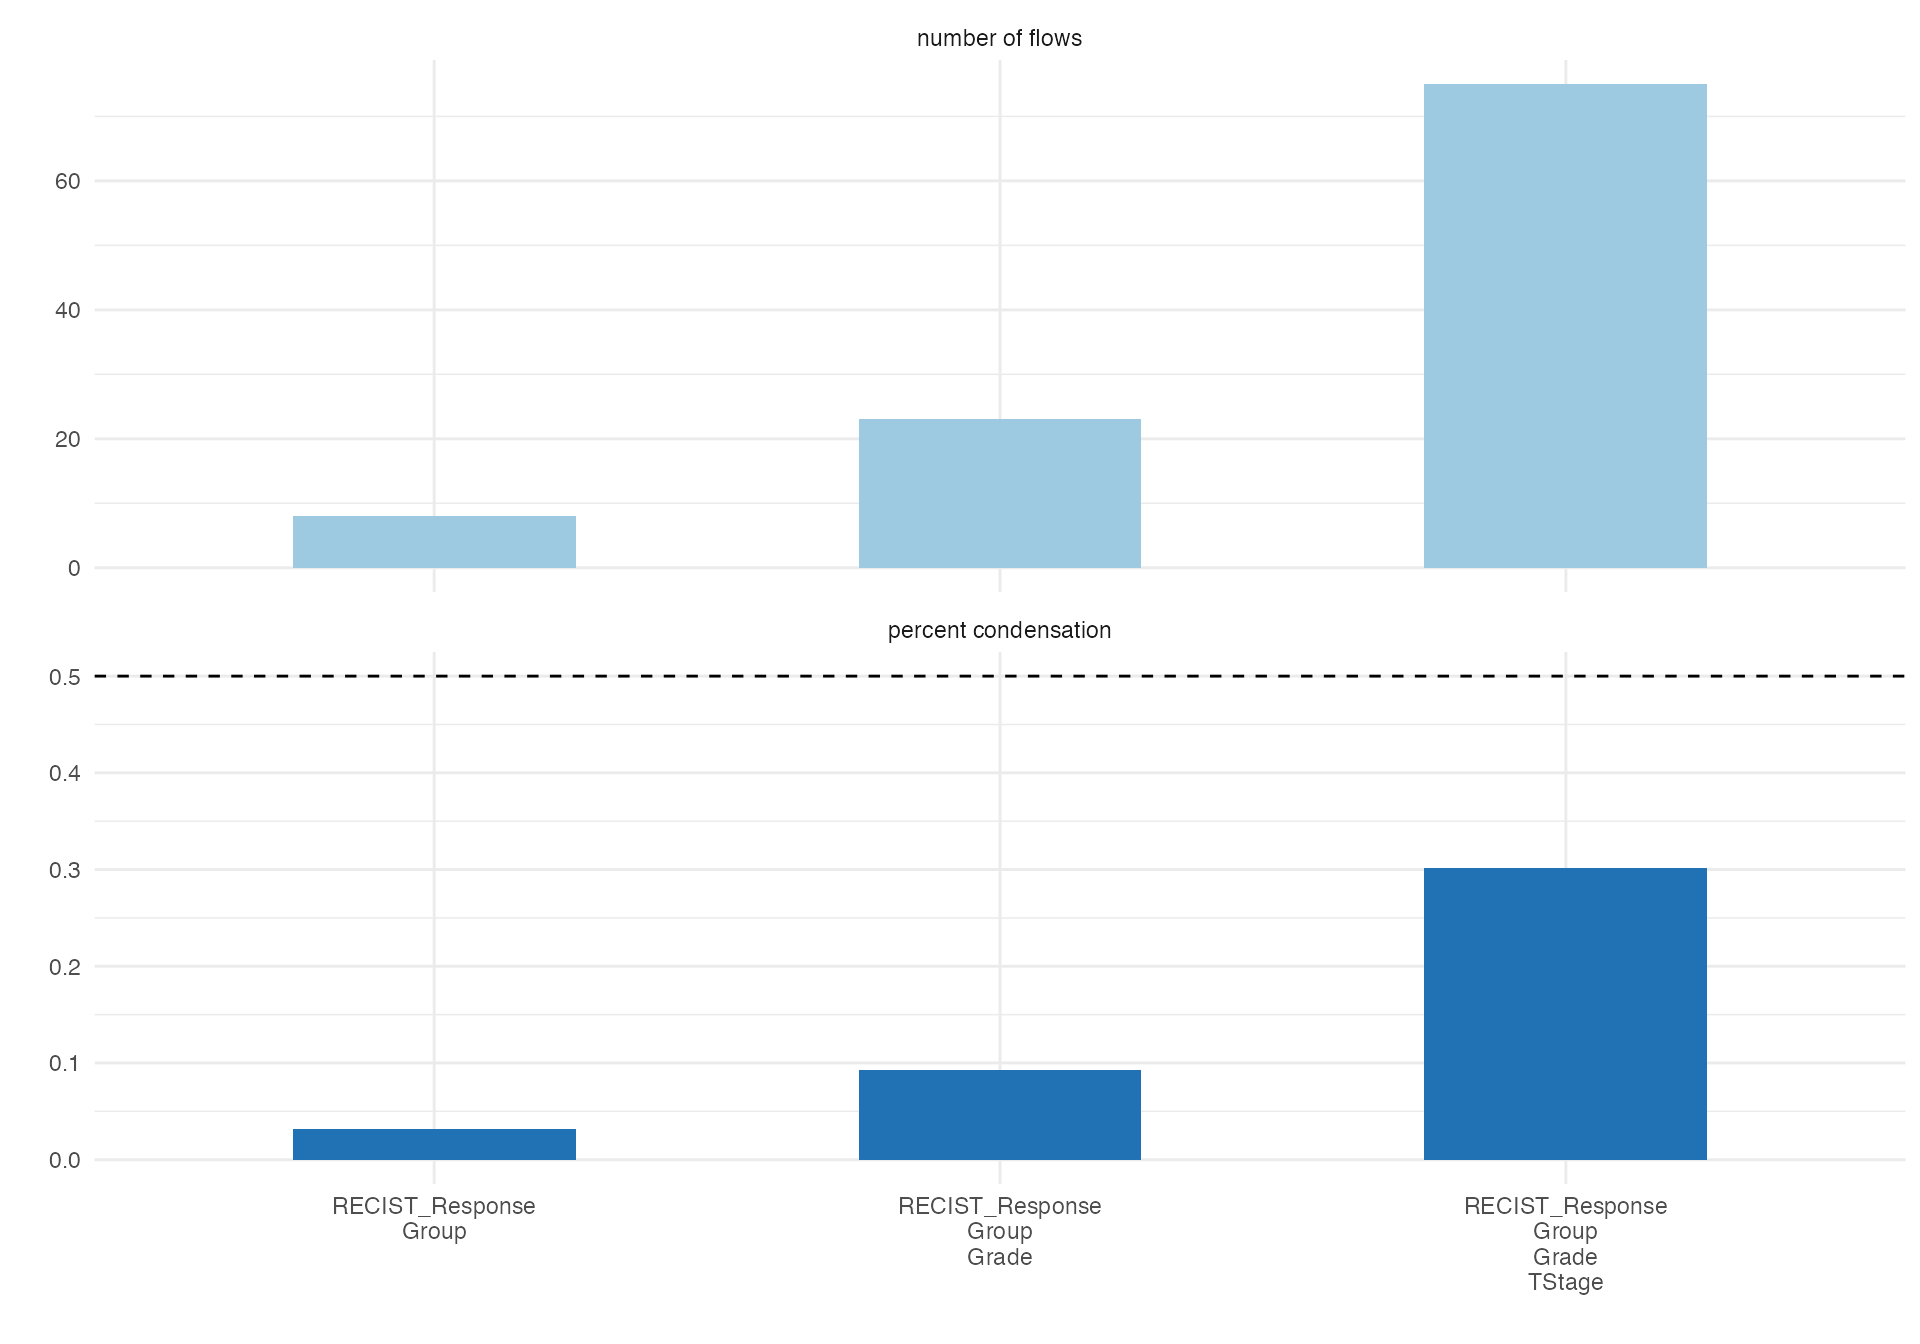 number of flows
60
40
20
0
percent condensation
0.5
0.4
0.3
0.2
0.1
0.0
RECIST_Response
Group
RECIST_Response
Group
Grade
RECIST_Response
Group
Grade
TStage